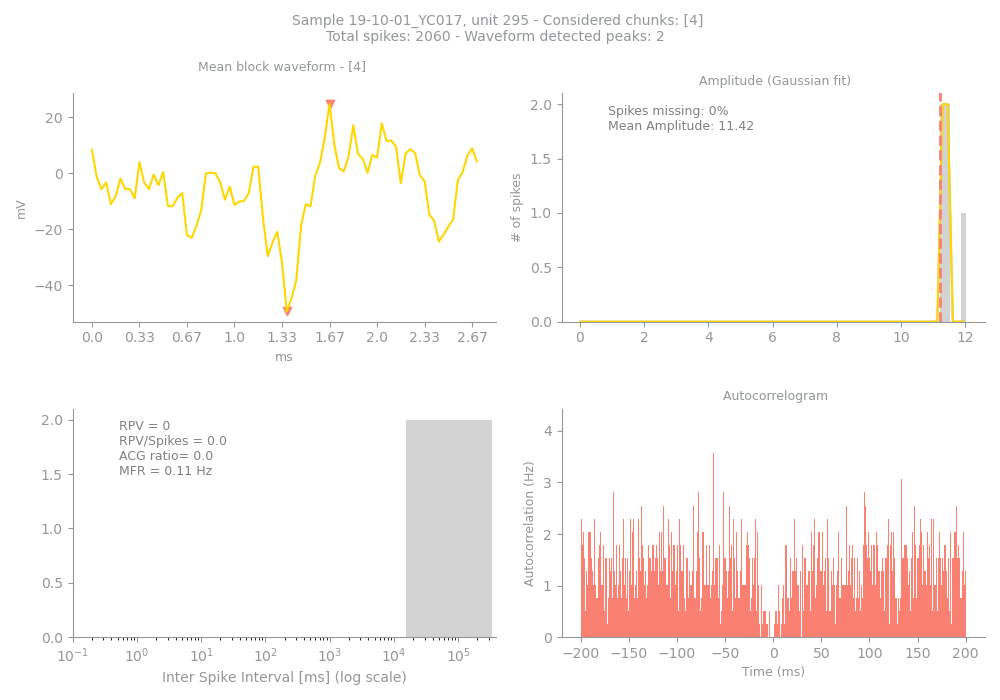 Sample 19-10-01_YC017, unit 295 - Considered chunks: [4]
Total spikes: 2060 - Waveform detected peaks: 2
Mean block waveform - [4]
20
0
−20
−40
mV
0.0 0.33 0.67 1.0 1.33 1.67 2.0 2.33 2.67
ms
Amplitude (Gaussian fit)
Spikes missing: 0%
Mean Amplitude: 11.42
2.0
1.5
1.0
0.5
0.0
# of spikes
0 2 4 6 8 10 12
RPV = 0
RPV/Spikes = 0.0
ACG ratio= 0.0
MFR = 0.11 Hz
2.0
1.5
1.0
0.5
0.0
10⁻¹ 10⁰ 10¹ 10² 10³ 10⁴ 10⁵
Inter Spike Interval [ms] (log scale)
Autocorrelogram
4
3
2
1
0
Autocorrelation (Hz)
−200 −150 −100 −50 0 50 100 150 200
Time (ms)